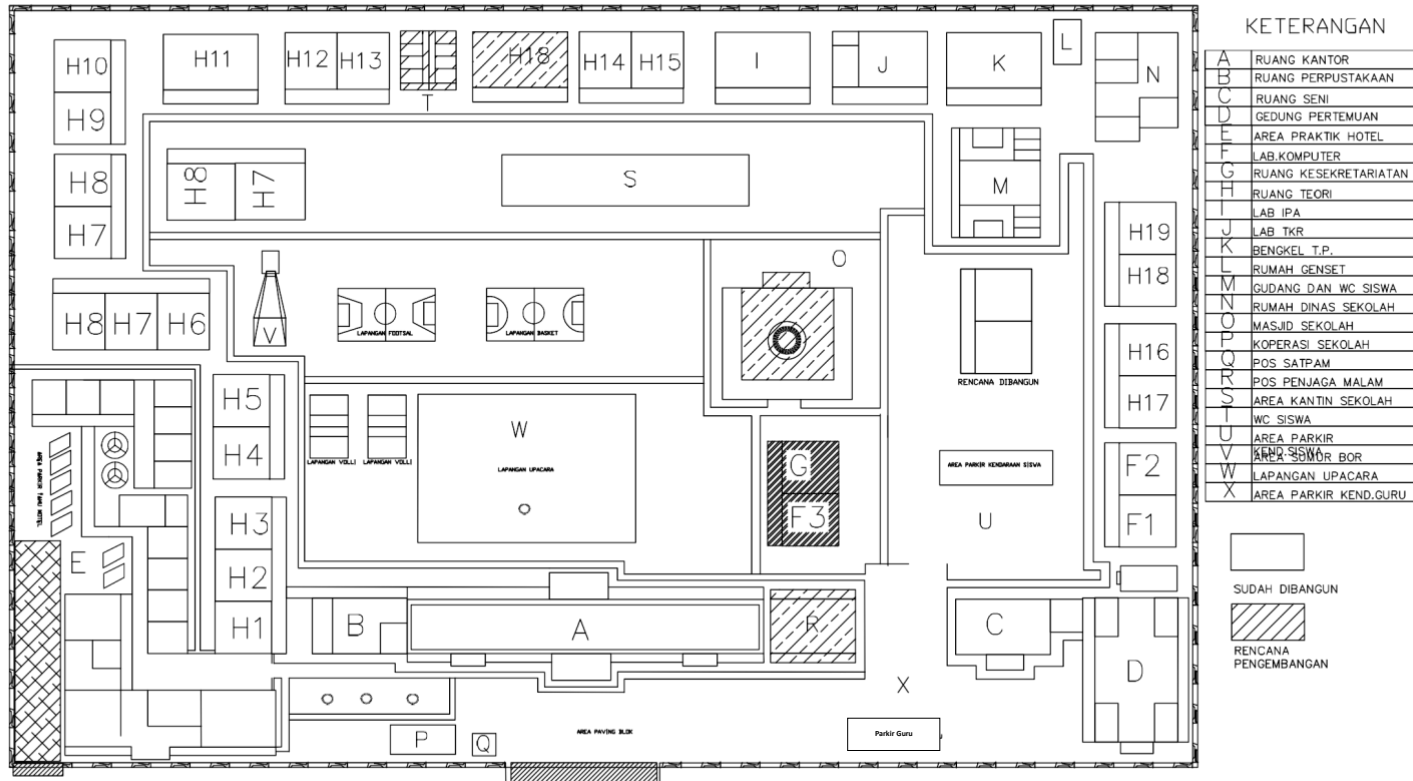 H10
H9
H8
H7
H8 H7 H6
H11
H12 H13
T
H18
H14 H15
I
J
K
L
N
M
H8 H7
S
O
V
LAPANGAN FOOTSAL
LAPANGAN BASKET
RENCANA DIBANGUN
H19
H18
H16
H17
F2
F1
H5
H4
H3
H2
H1
LAPANGAN VOLLI
LAPANGAN VOLLI
W
LAPANGAN UPACARA
G
F3
AREA PARKIR KENDARAAN SISWA
U
AREA PARKIR TAMU HOTEL
E
B
A
R
C
D
X
P
Q
AREA PAVING BLOK
Parkir Guru
KETERANGAN
A RUANG KANTOR
B RUANG PERPUSTAKAAN
C RUANG SENI
D GEDUNG PERTEMUAN
E AREA PRAKTIK HOTEL
F LAB.KOMPUTER
G RUANG KESEKRETARIATAN
H RUANG TEORI
I LAB IPA
J LAB TKR
K BENGKEL T.P.
L RUMAH GENSET
M GUDANG DAN WC SISWA
N RUMAH DINAS SEKOLAH
O MASJID SEKOLAH
P KOPERASI SEKOLAH
Q POS SATPAM
R POS PENJAGA MALAM
S AREA KANTIN SEKOLAH
T WC SISWA
U AREA PARKIR
KEND.SISWA
V AREA SUMUR BOR
W LAPANGAN UPACARA
X AREA PARKIR KEND.GURU
SUDAH DIBANGUN
RENCANA
PENGEMBANGAN